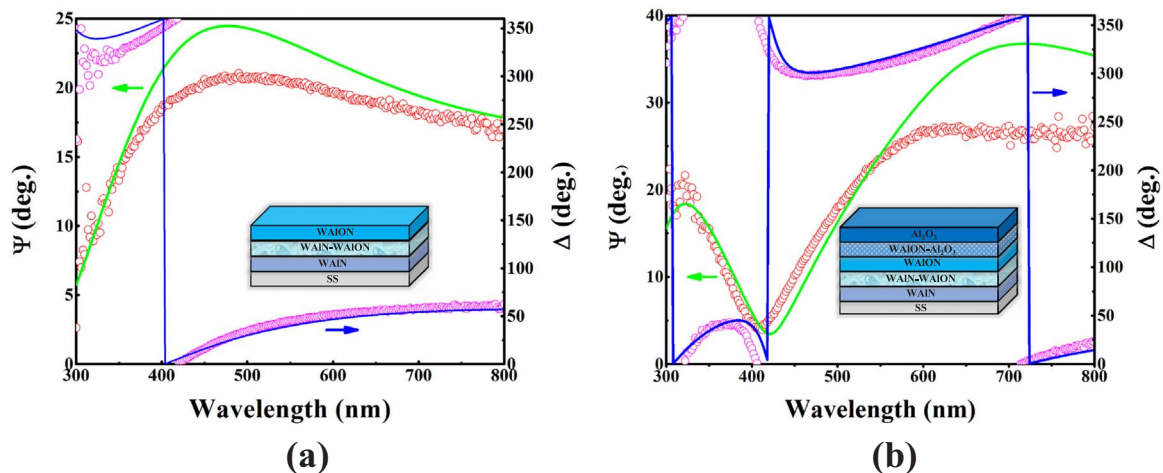 25
20
15
10
5
0
Ψ (deg.)
350
300
250
200
150
100
50
0
Δ (deg.)
WAlON
WAlN-WAlON
WAlN
SS
300 400 500 600 700 800
Wavelength (nm)
(a)
40
30
20
10
0
Ψ (deg.)
350
300
250
200
150
100
50
0
Δ (deg.)
Al₂O₃
WAlON-Al₂O₃
WAlON
WAlN-WAlON
WAlN
SS
300 400 500 600 700 800
Wavelength (nm)
(b)